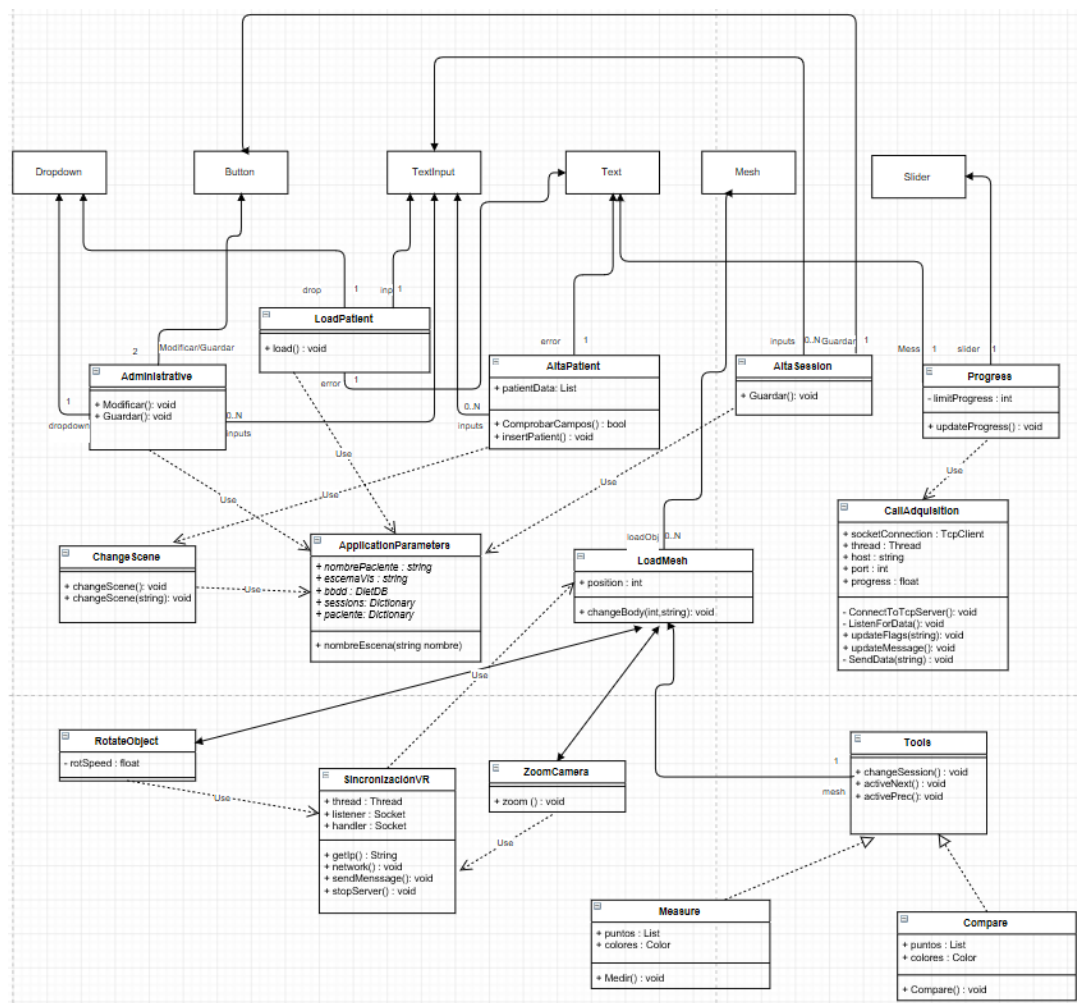 Dropdown
Button
TextInput
Text
Mesh
Slider
drop
1
inp
1
LoadPatient
+ load() : void
error
1
2
Modificar/Guardar
Administrative
+ Modificar(): void
+ Guardar(): void
1
dropdown
0..N
inputs
error
1
AltaPatient
+ patientData: List
+ ComprobarCampos() : bool
+ insertPatient() : void
0..N
inputs
inputs
0..N
Guardar
1
AltaSession
+ Guardar(): void
Mess
1
slider
1
Progress
- limitProgress : int
+ updateProgress() : void
Use
Use
Use
Use
Use
CallAdquisition
+ socketConnection : TcpClient
+ thread : Thread
+ host : string
+ port : int
+ progress : float
- ConnectToTcpServer(): void
- ListenForData(): void
+ updateFlags(string): void
+ updateMessage(): void
- SendData(string) : void
ChangeScene
+ changeScene(): void
+ changeScene(string): void
Use
ApplicationParameters
+ nombrePaciente : string
+ escemaVis : string
+ bbdd : DietDB
+ sessions: Dictionary
+ paciente: Dictionary
+ nombreEscena(string nombre)
loadObj
0..N
LoadMesh
+ position : int
+ changeBody(int,string): void
Use
RotateObject
- rotSpeed : float
Use
SincronizaciónVR
+ thread : Thread
+ listener : Socket
+ handler : Socket
+ getIp() : String
+ network() : void
+ sendMenssage(): void
+ stopServer() : void
ZoomCamera
+ zoom () : void
Use
1
mesh
Tools
+ changeSession() : void
+ activeNext() : void
+ activePrec(): void
Measure
+ puntos : List
+ colores : Color
+ Medir() : void
Compare
+ puntos : List
+ colores : Color
+ Compare() : void